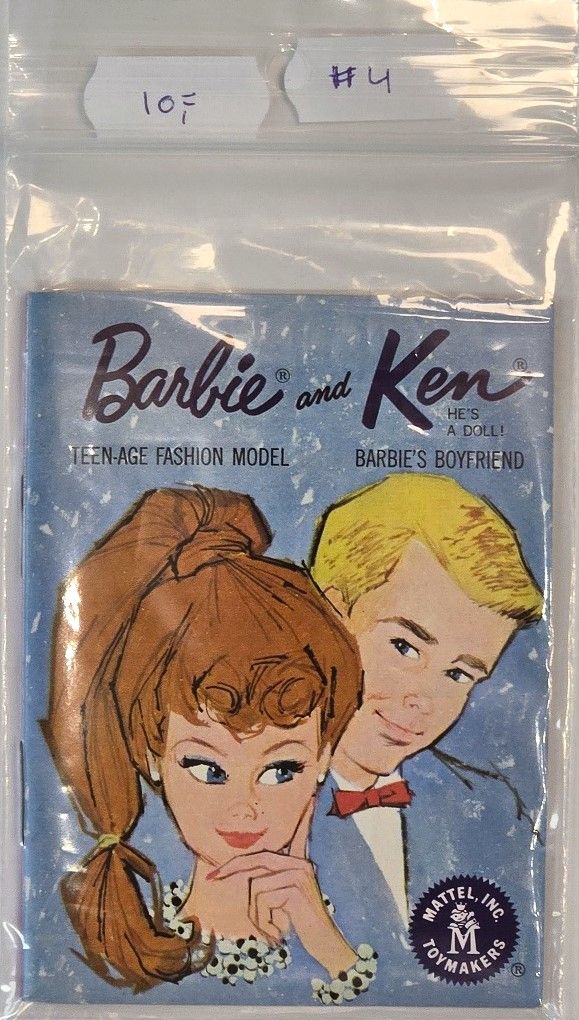 10,-
#4
Barbie® and Ken®
HE'S
A DOLL!
TEEN-AGE FASHION MODEL
BARBIE'S BOYFRIEND
MATTEL, INC.
M
TOYMAKERS
®